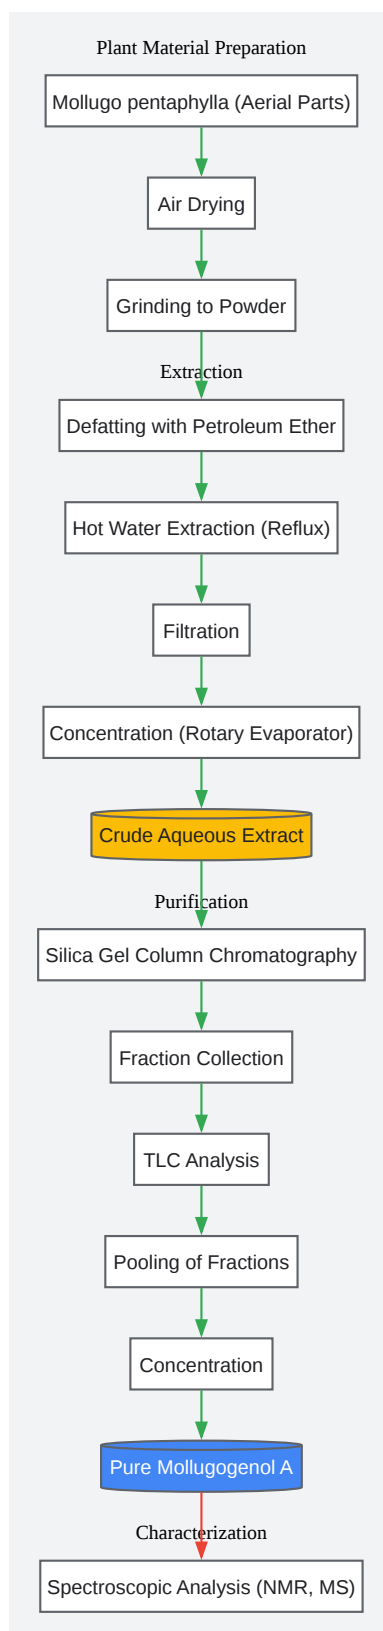 Plant Material Preparation
Mollugo pentaphylla (Aerial Parts)
Air Drying
Grinding to Powder
Extraction
Defatting with Petroleum Ether
Hot Water Extraction (Reflux)
Filtration
Concentration (Rotary Evaporator)
Crude Aqueous Extract
Purification
Silica Gel Column Chromatography
Fraction Collection
TLC Analysis
Pooling of Fractions
Concentration
Pure Mollugogenol A
Characterization
Spectroscopic Analysis (NMR, MS)